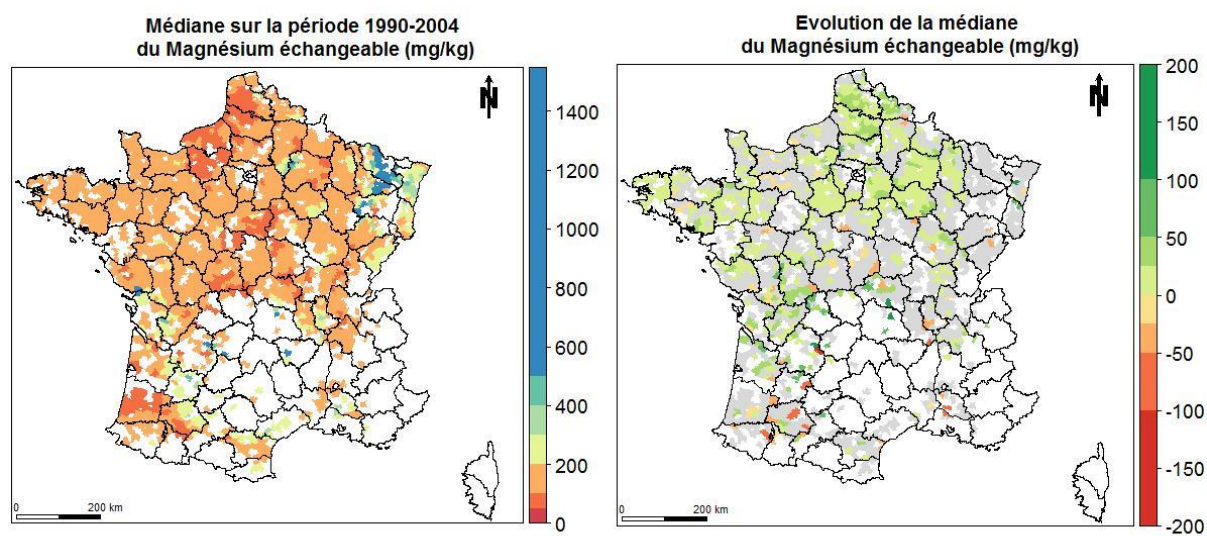 Médiane sur la période 1990-2004
du Magnésium échangeable (mg/kg)
N
1400
1200
1000
800
600
400
200
0
0
200 km
Evolution de la médiane
du Magnésium échangeable (mg/kg)
N
200
150
100
50
0
-50
-100
-150
-200
0
200 km